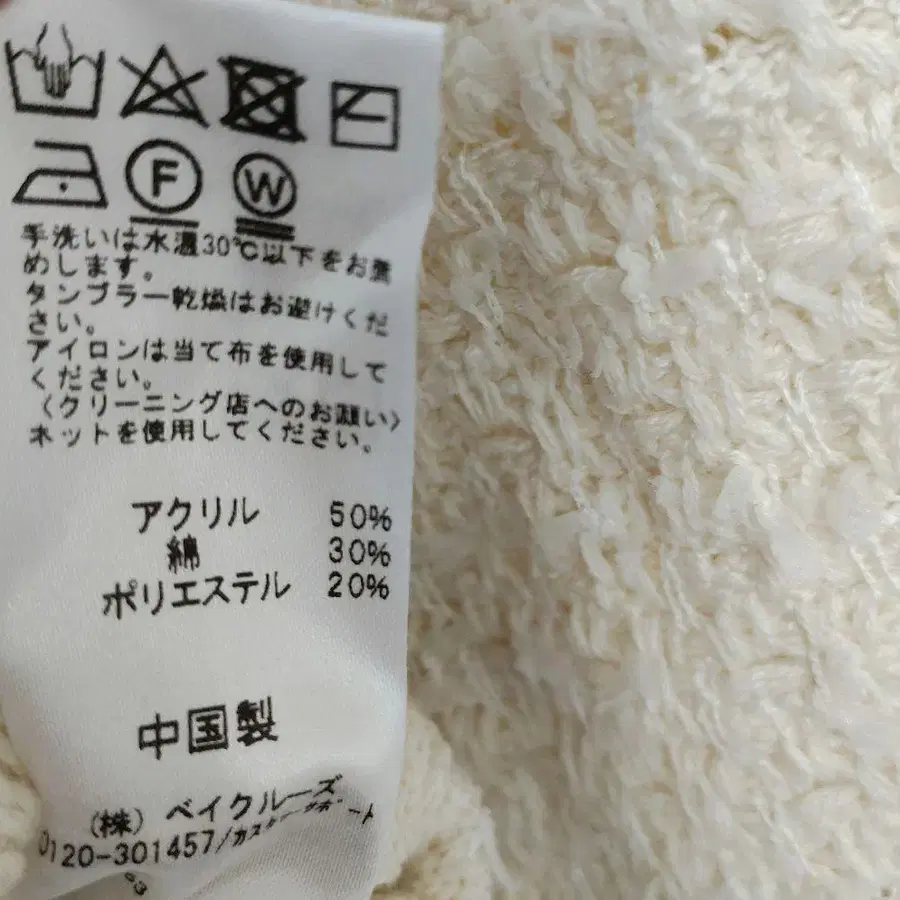 F W
手洗いは水温30℃以下をお薦
めします。
タンブラー乾燥はお避けくだ
さい。
アイロンは当て布を使用して
ください。
〈クリーニング店へのお願い〉
ネットを使用してください。
アクリル 50%
綿 30%
ポリエステル 20%
中国製
(株) ベイクルーズ
0120-301457/カスタマーサポート